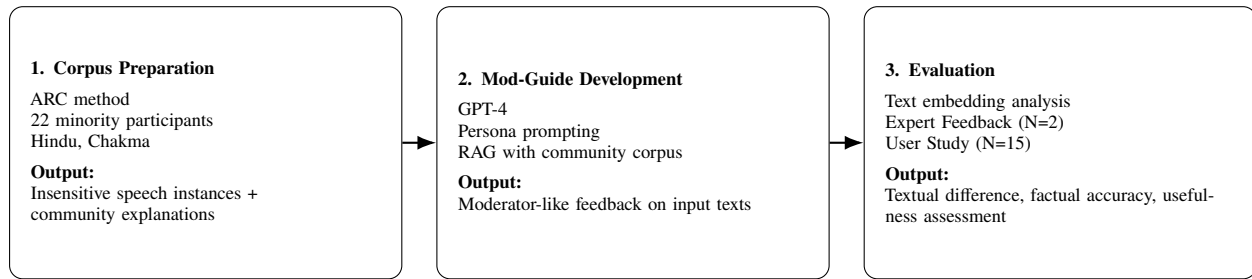 1. Corpus Preparation
ARC method
22 minority participants
Hindu, Chakma
Output:
Insensitive speech instances +
community explanations
2. Mod-Guide Development
GPT-4
Persona prompting
RAG with community corpus
Output:
Moderator-like feedback on input texts
3. Evaluation
Text embedding analysis
Expert Feedback (N=2)
User Study (N=15)
Output:
Textual difference, factual accuracy, useful-
ness assessment